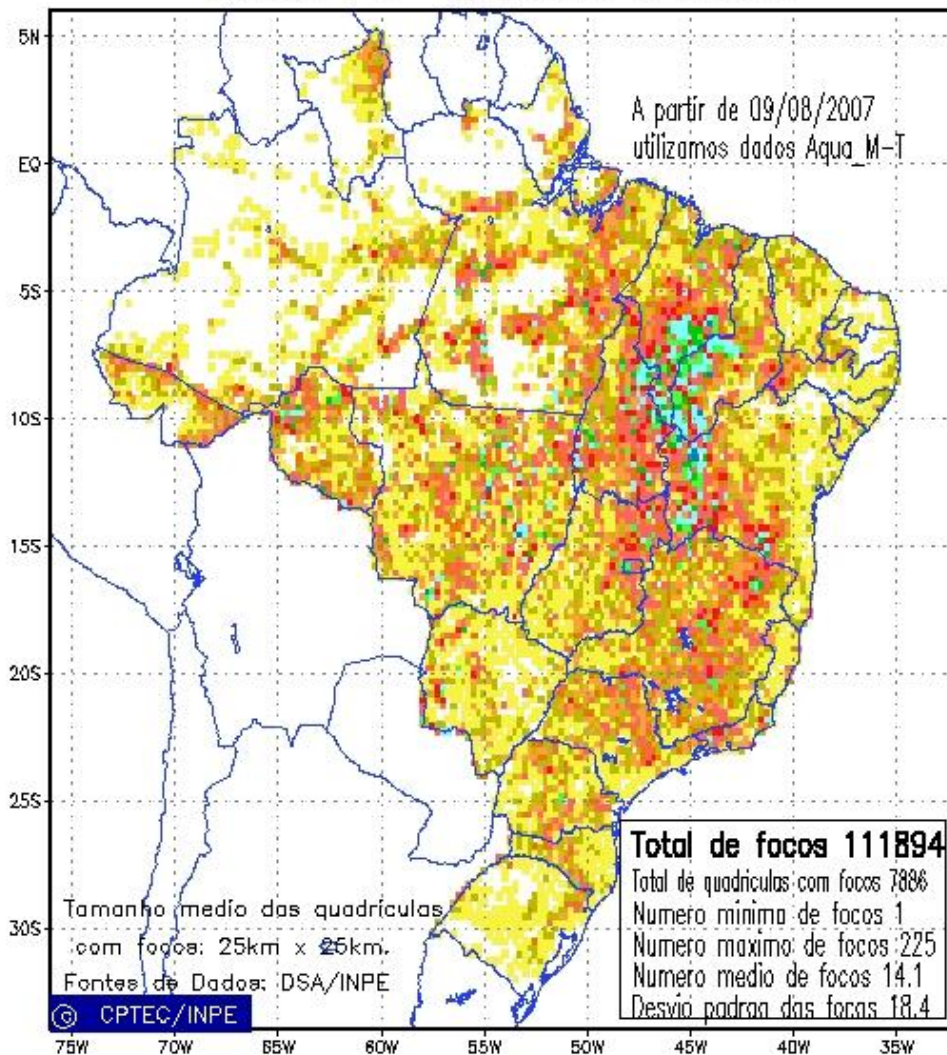 5N
A partir de 09/08/2007
utilizamos dados Aqua_M-T
EQ
5S
10S
15S
20S
25S
30S
Total de focos 111894
Total de quadriculas com focos 7886
Numero minima de focos 1
Numero maximo de focos 225
Numero medio de focos 14.1
Desvio padrao dos focos 18.4
Tamanho medio das quadriculas
com focos: 25km x 25km.
Fontes de Dados: DSA/INPE
© CPTEC/INPE
75W 70W 65W 60W 55W 50W 45W 40W 35W